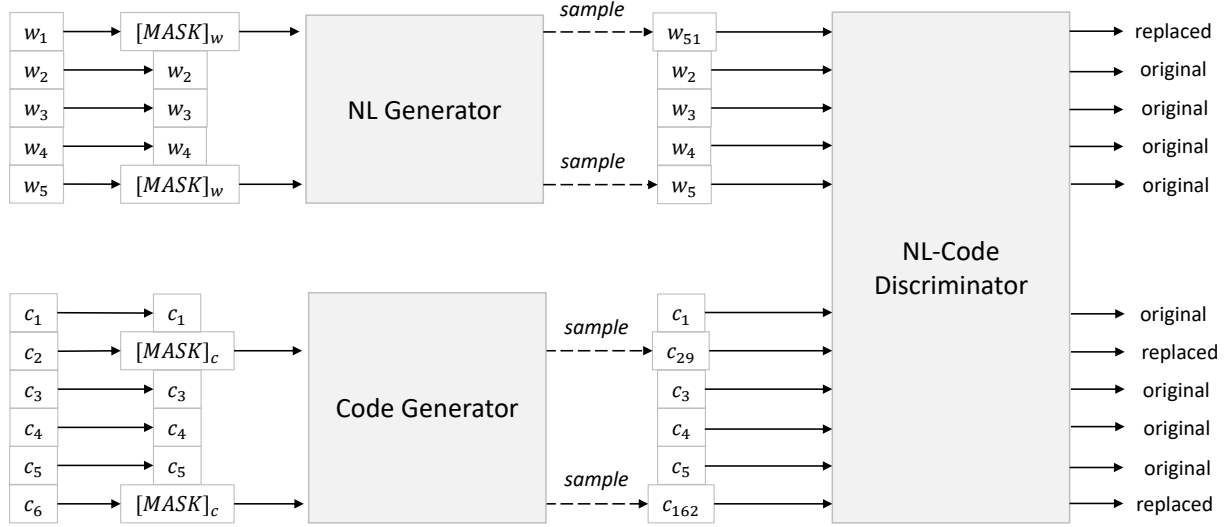 w₁ [MASK]w sample w₅₁ replaced
w₂ w₂ w₂ original
w₃ w₃ NL Generator w₃ original
w₄ w₄ w₄ original
w₅ [MASK]w sample w₅ original
NL-Code
Discriminator
c₁ c₁ c₁ original
c₂ [MASK]c sample c₂₉ replaced
c₃ c₃ c₃ original
c₄ c₄ Code Generator c₄ original
c₅ c₅ c₅ original
c₆ [MASK]c sample c₁₆₂ replaced